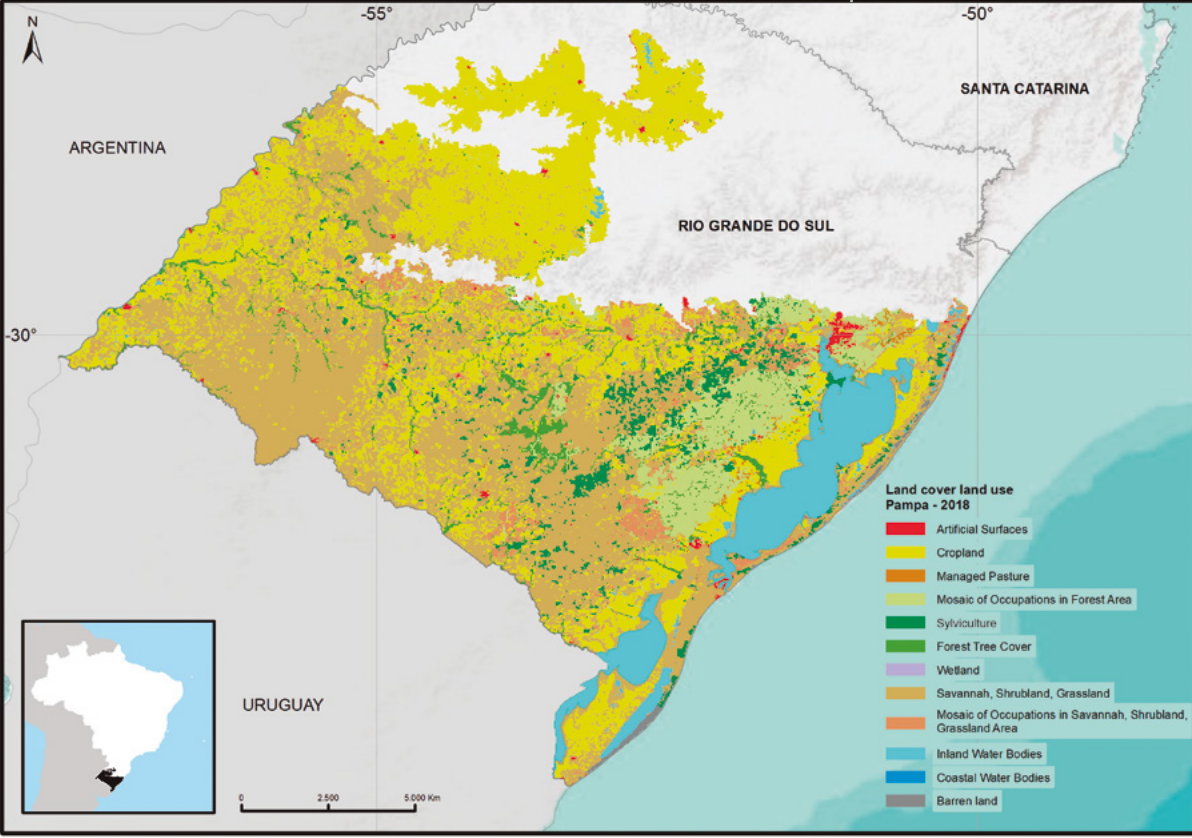 N
-55°
-50°
SANTA CATARINA
ARGENTINA
RIO GRANDE DO SUL
-30°
Land cover land use
Pampa - 2018
Artificial Surfaces
Cropland
Managed Pasture
Mosaic of Occupations in Forest Area
Sylviculture
Forest Tree Cover
Wetland
Savannah, Shrubland, Grassland
Mosaic of Occupations in Savannah, Shrubland,
Grassland Area
Inland Water Bodies
Coastal Water Bodies
Barren land
URUGUAY
0 2.500 5.000 Km